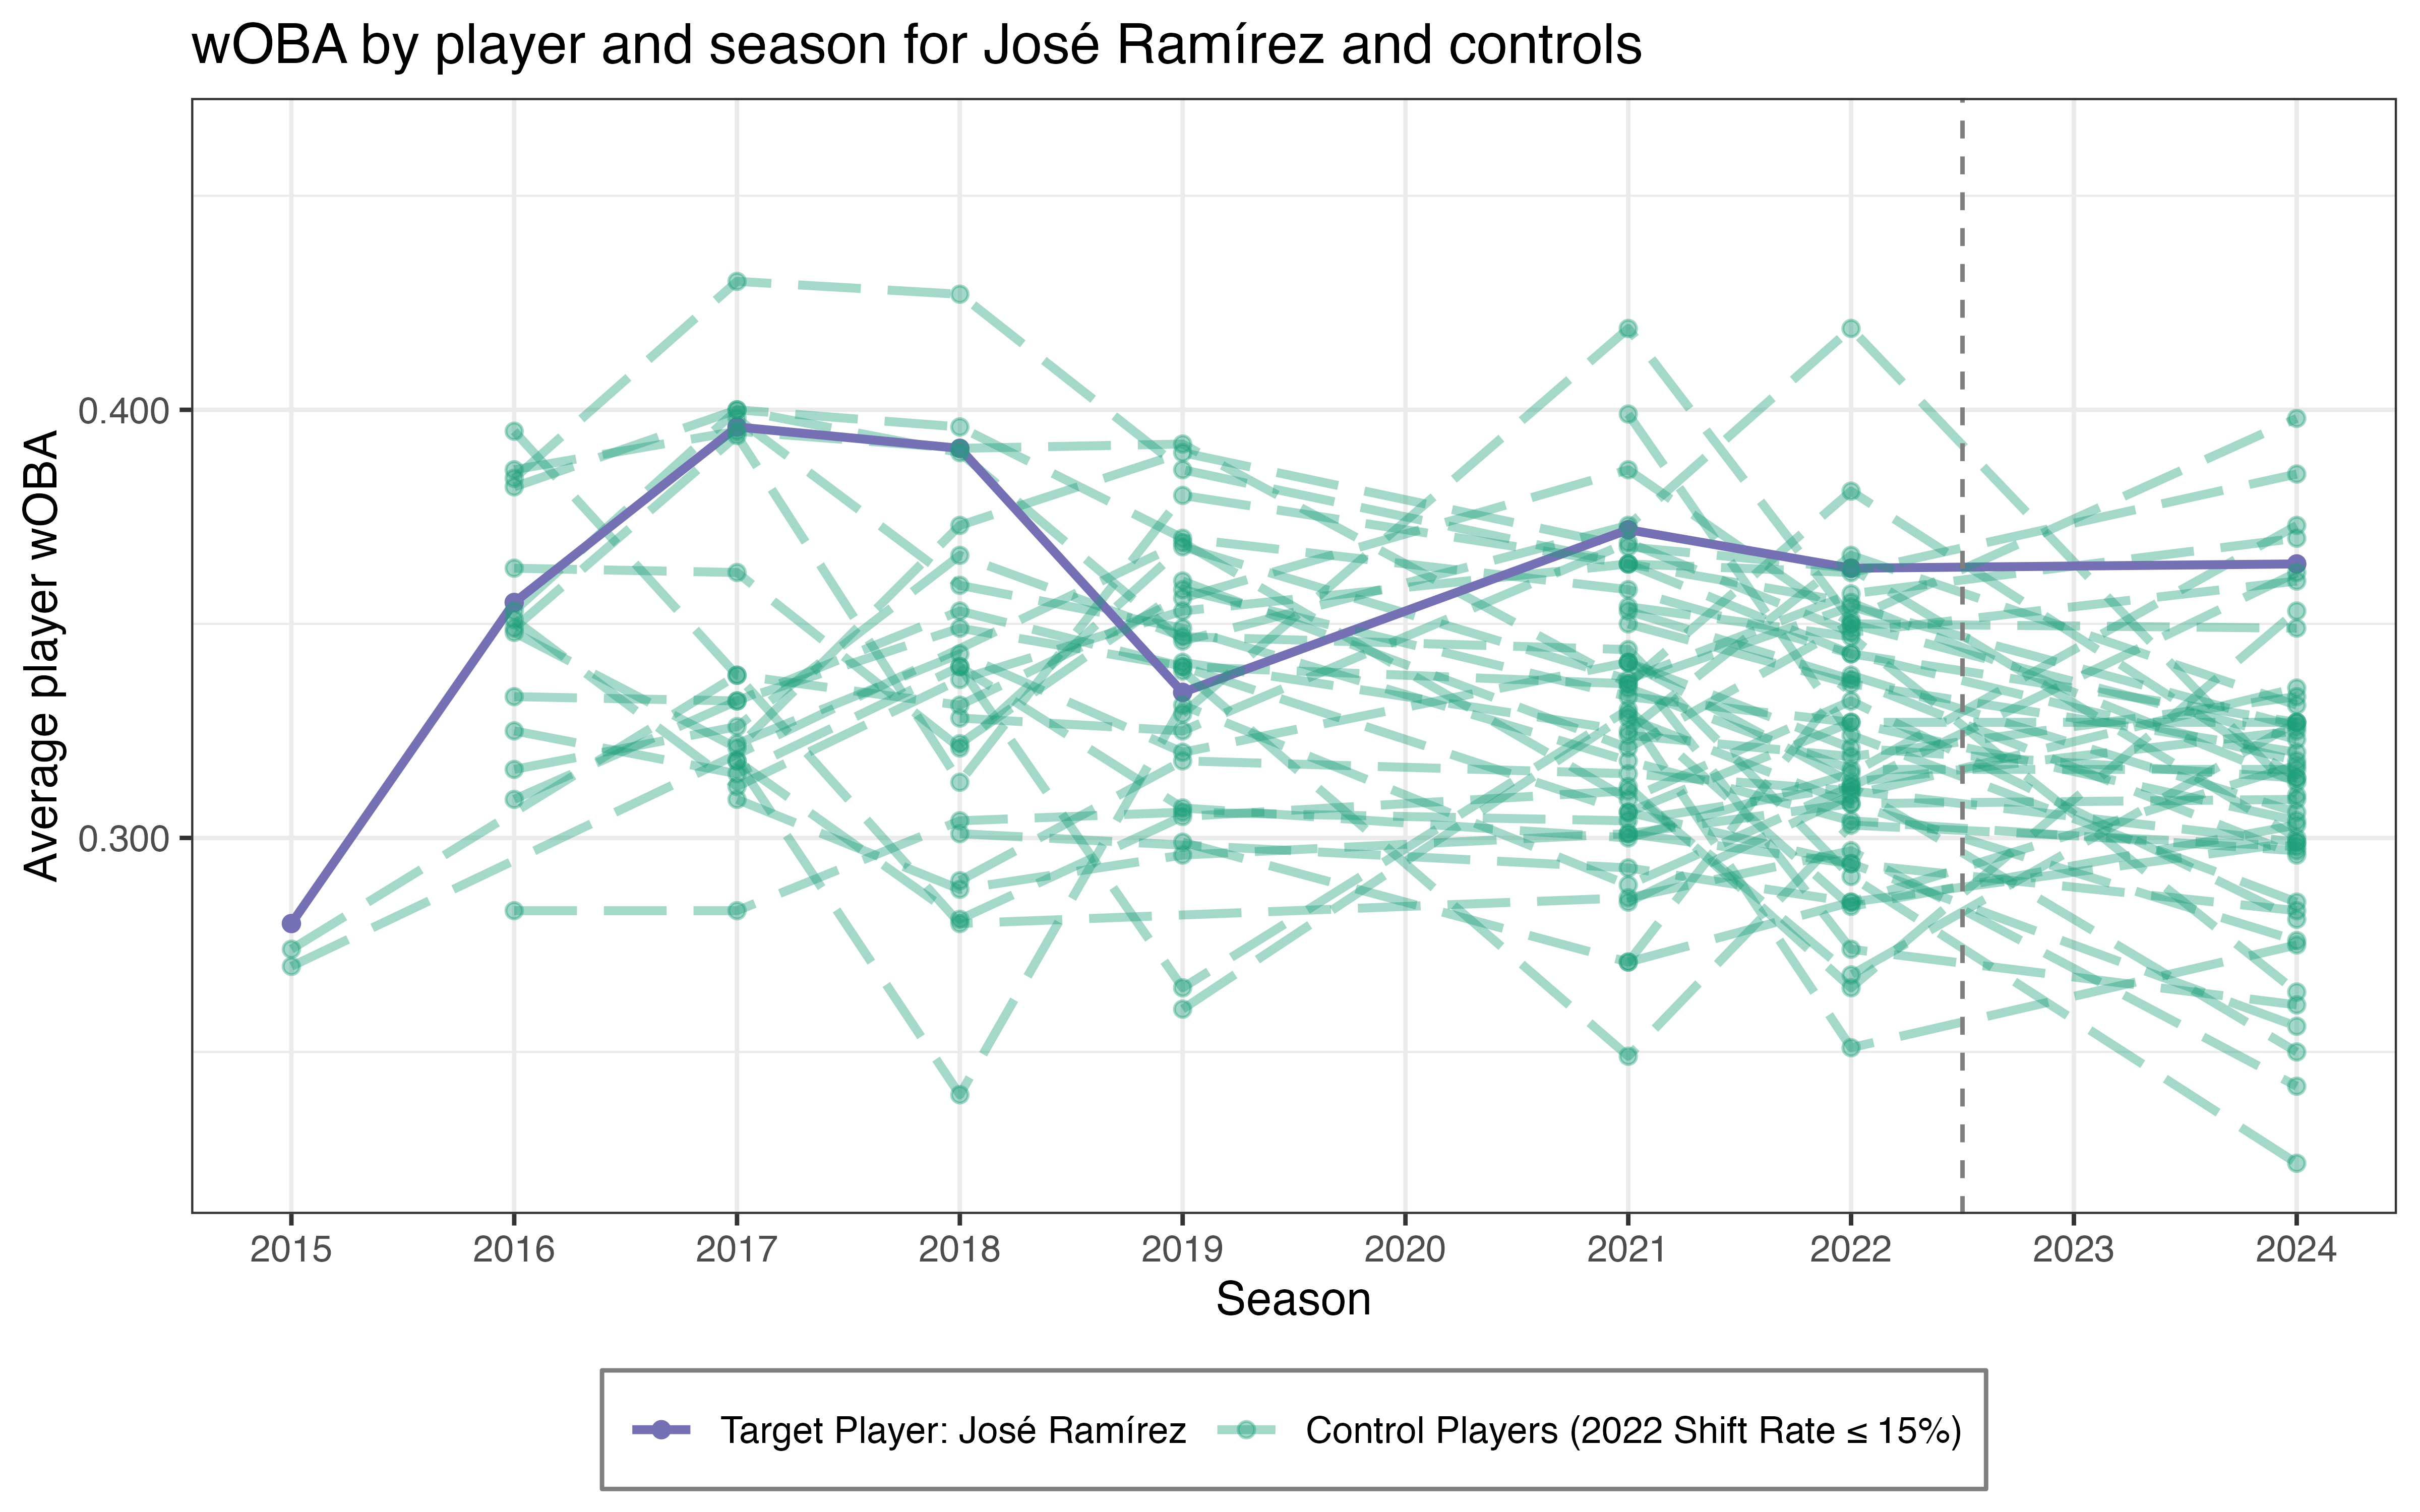 wOBA by player and season for José Ramírez and controls
Average player wOBA
0.400
0.300
2015 2016 2017 2018 2019 2020 2021 2022 2023 2024
Season
Target Player: José Ramírez Control Players (2022 Shift Rate ≤ 15%)